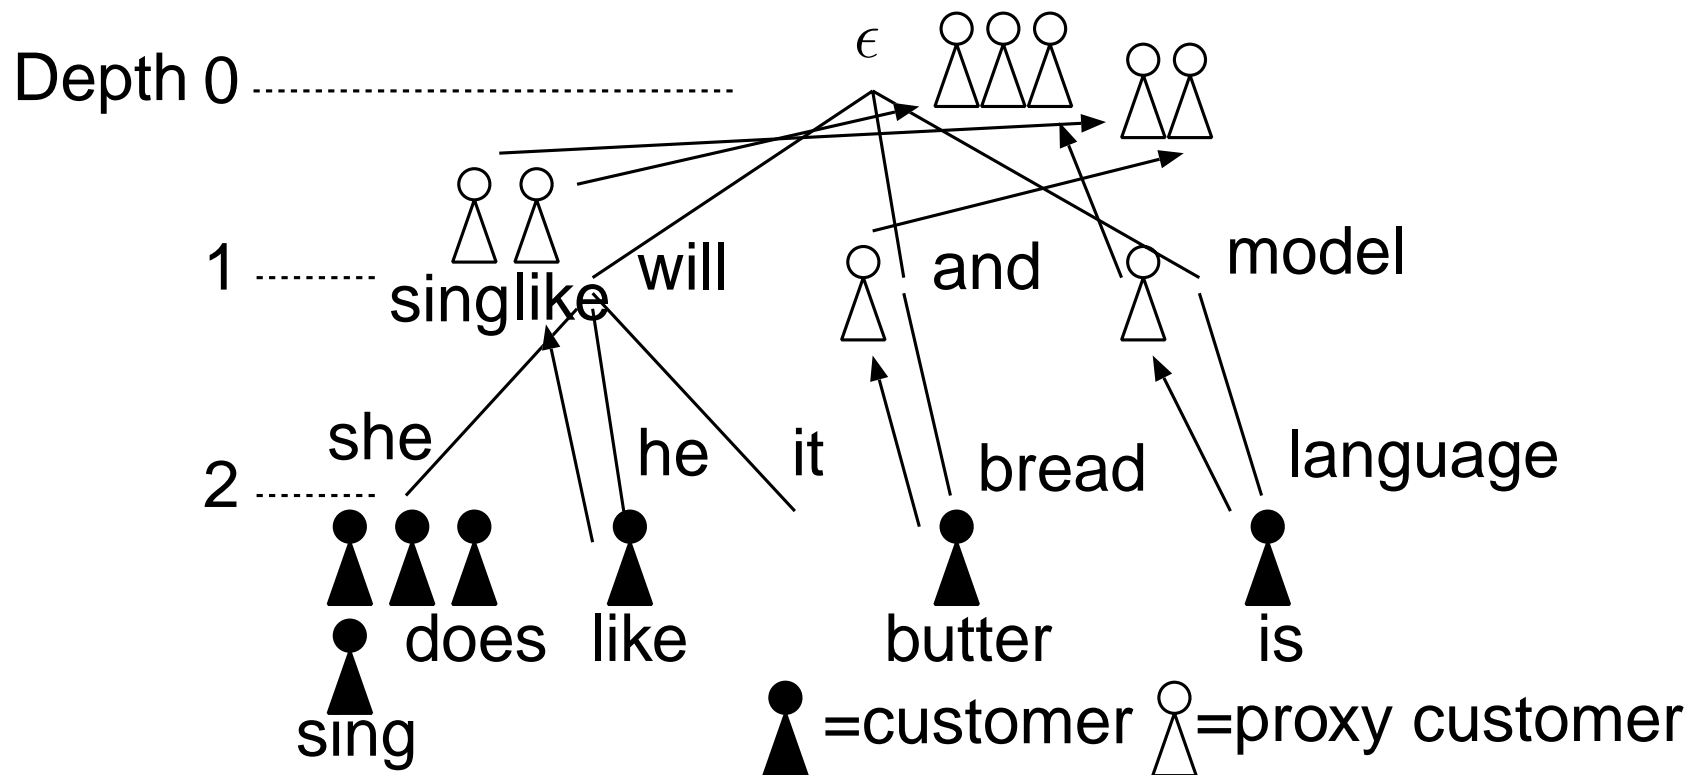 ϵ
Depth 0
1 will and model
sing like
she he it bread language
2
does like butter is
sing =customer =proxy customer